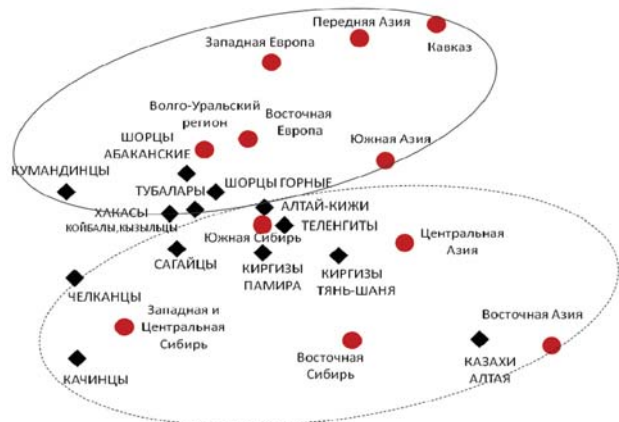 Передняя Азия
Западная Европа
Кавказ
Волго-Уральский
регион
Восточная
Европа
ШОРЦЫ
АБАКАНСКИЕ
Южная Азия
КУМАНДИНЦЫ
ТУБАЛАРЫ
ШОРЦЫ ГОРНЫЕ
ХАКАСЫ
КОЙБАЛЫ,КЫЗЫЛЬЦЫ
АЛТАЙ-КИЖИ
ТЕЛЕНГИТЫ
Южная Сибирь
САГАЙЦЫ
КИРГИЗЫ
ПАМИРА
КИРГИЗЫ
ТЯНЬ-ШАНЯ
Центральная
Азия
ЧЕЛКАНЦЫ
Западная и
Центральная
Сибирь
Восточная Азия
Восточная
Сибирь
КАЗАХИ
АЛТАЯ
КАЧИНЦЫ